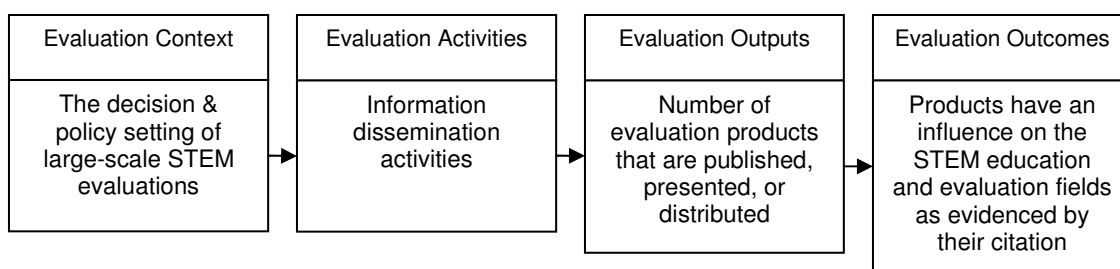 Evaluation Context
The decision &
policy setting of
large-scale STEM
evaluations
Evaluation Activities
Information
dissemination
activities
Evaluation Outputs
Number of
evaluation products
that are published,
presented, or
distributed
Evaluation Outcomes
Products have an
influence on the
STEM education
and evaluation fields
as evidenced by
their citation